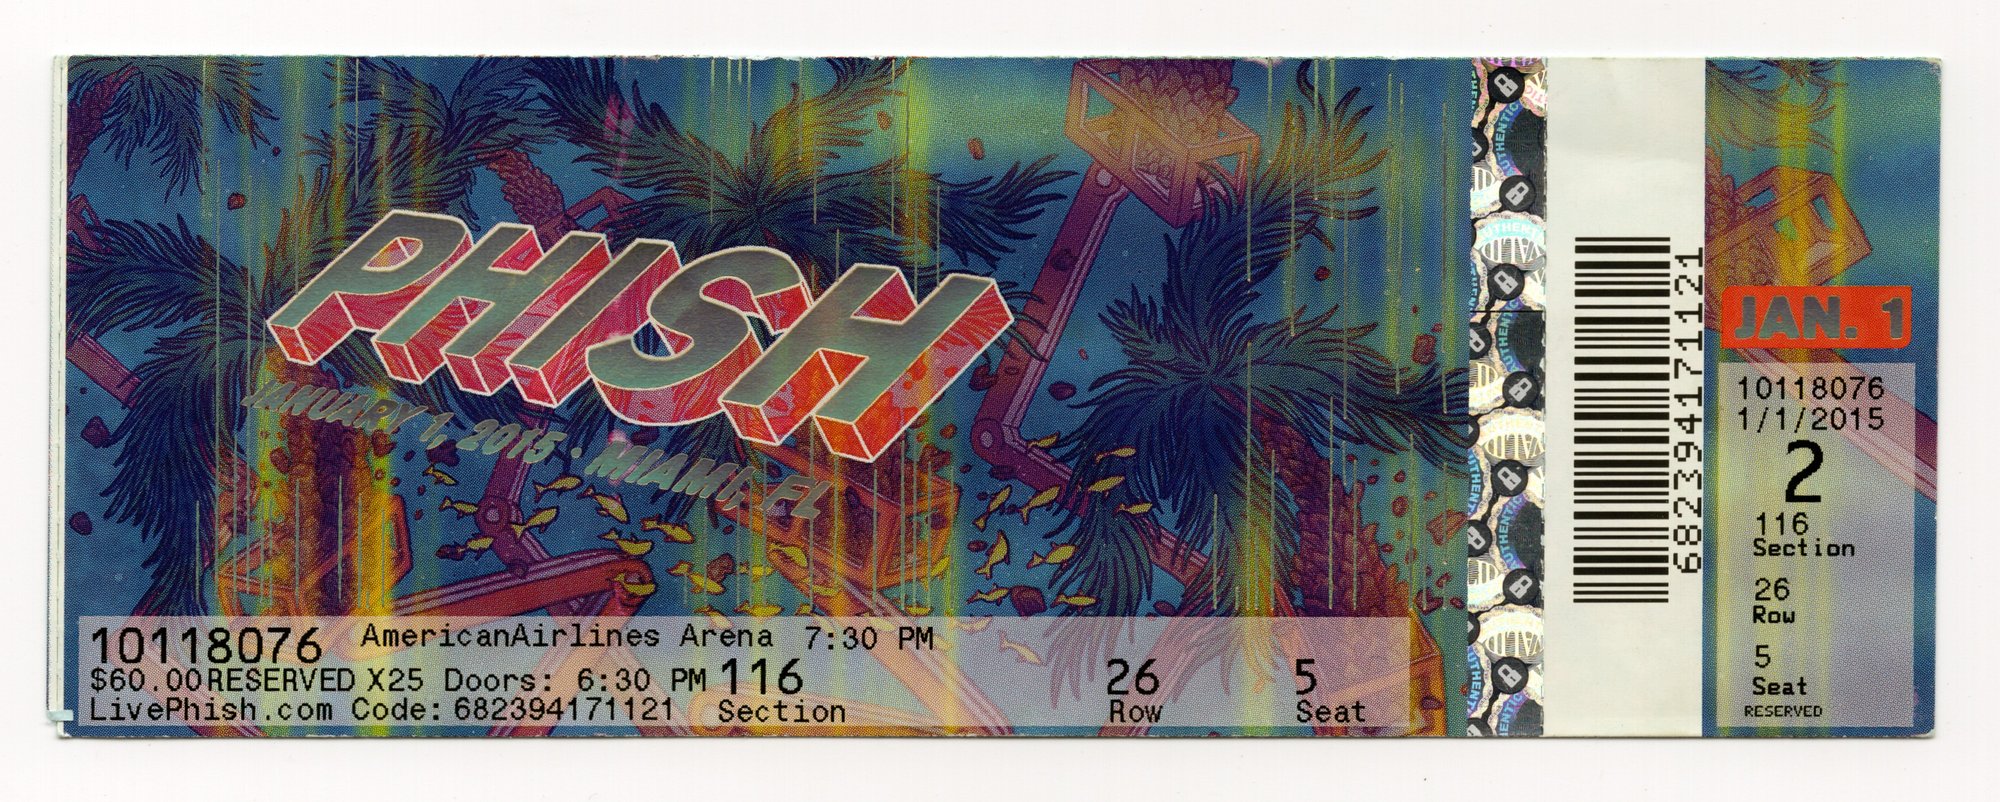 PHISH
JANUARY 1, 2015 · MIAMI, FL
10118076 AmericanAirlines Arena 7:30 PM
$60.00 RESERVED X25 Doors: 6:30 PM 116 26 5
LivePhish.com Code: 682394171121 Section Row Seat
AUTHENTIC
VALID
682394171121
JAN. 1
10118076
1/1/2015
2
116
Section
26
Row
5
Seat
RESERVED